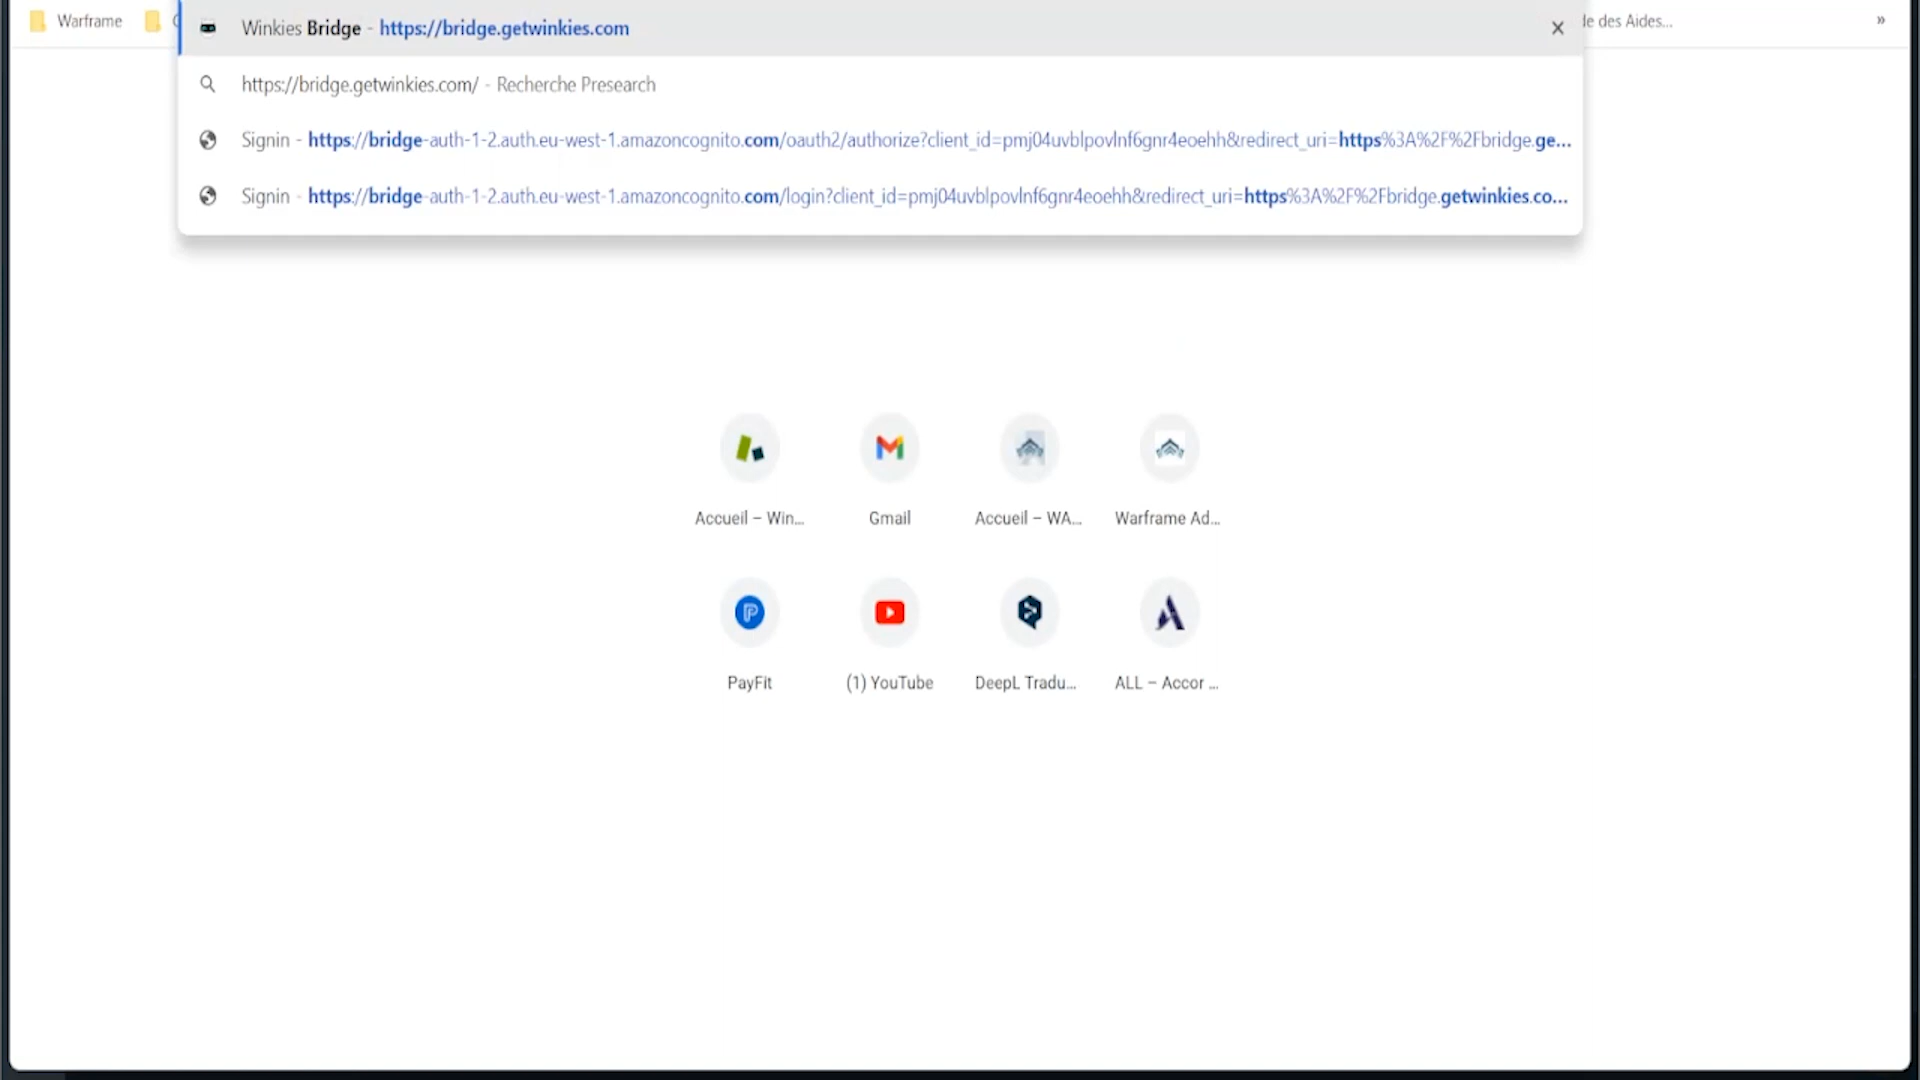 Warframe
de des Aides...
»
Winkies Bridge - https://bridge.getwinkies.com
https://bridge.getwinkies.com/ - Recherche Presearch
Signin - https://bridge-auth-1-2.auth.eu-west-1.amazoncognito.com/oauth2/authorize?client_id=pmj04uvblpovlnf6gnr4eoehh&redirect_uri=https%3A%2F%2Fbridge.ge...
Signin - https://bridge-auth-1-2.auth.eu-west-1.amazoncognito.com/login?client_id=pmj04uvblpovlnf6gnr4eoehh&redirect_uri=https%3A%2F%2Fbridge.getwinkies.co...
Accueil – Win...
Gmail
Accueil – WA...
Warframe Ad...
PayFit
(1) YouTube
DeepL Tradu...
ALL – Accor ...